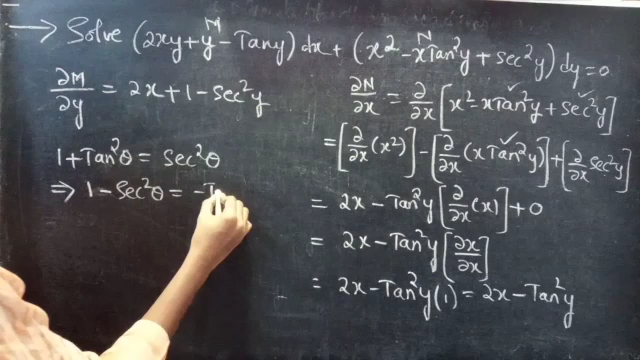 → Solve (2xy+y - Tany) dx + (x² - xTan²y + sec²y) dy = 0
M
N
∂M/∂y = 2x + 1 - sec²y
1 + Tan²θ = sec²θ
⇒ 1 - sec²θ = -T
∂N/∂x = ∂/∂x [x² - xTan²y + sec²y]
= [∂/∂x (x²)] - [∂/∂x (xTan²y)] + [∂/∂x sec²y]
= 2x - Tan²y [∂/∂x (x)] + 0
= 2x - Tan²y [∂x/∂x]
= 2x - Tan²y (1) = 2x - Tan²y